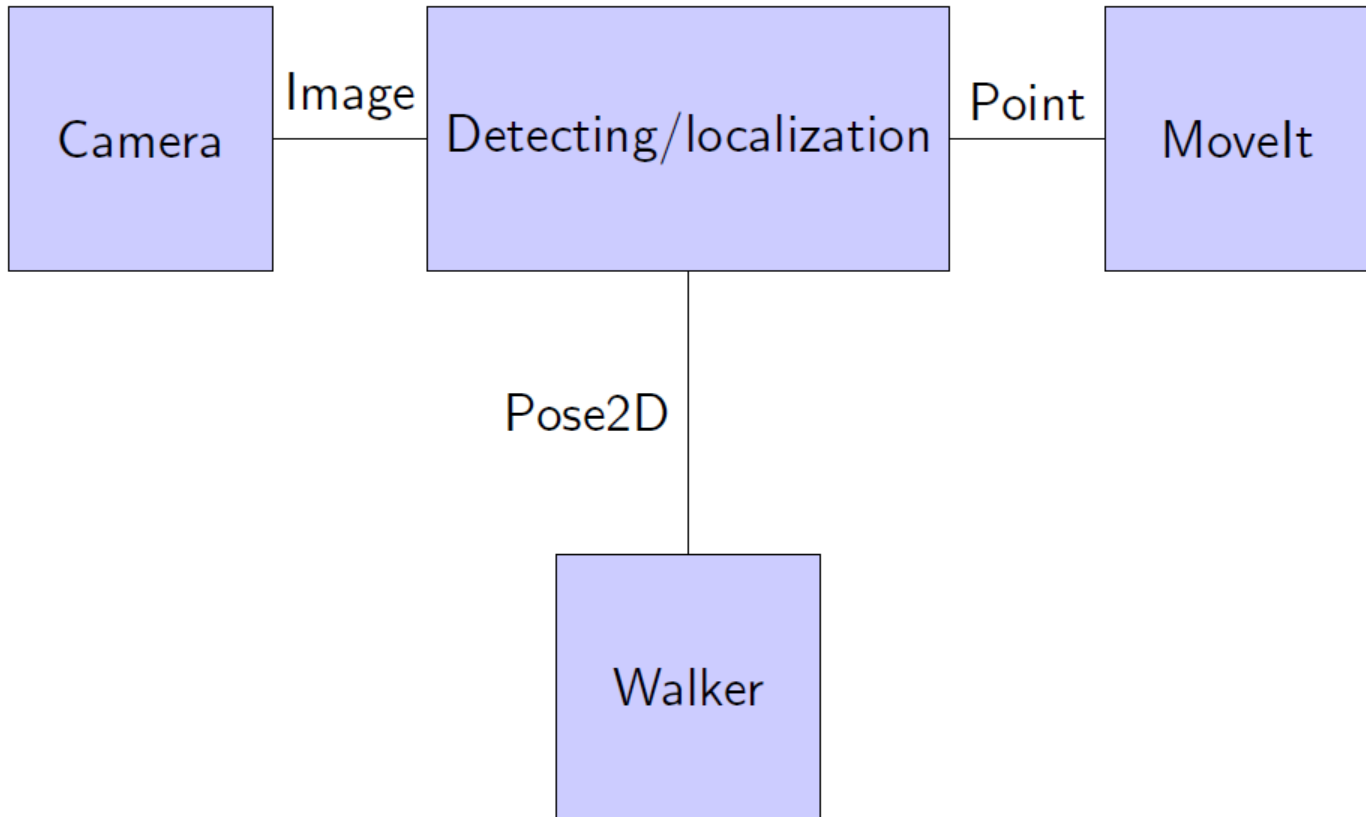 Camera
Image
Detecting/localization
Point
MoveIt
Pose2D
Walker